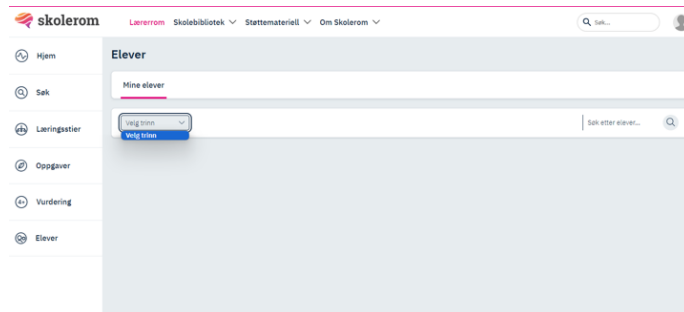 skolerom
Lærerrom Skolebibliotek Støttemateriell Om Skolerom
Søk...
Hjem
Søk
Læringsstier
Oppgaver
Vurdering
Elever
Elever
Mine elever
Velg trinn
Velg trinn
Søk etter elever...